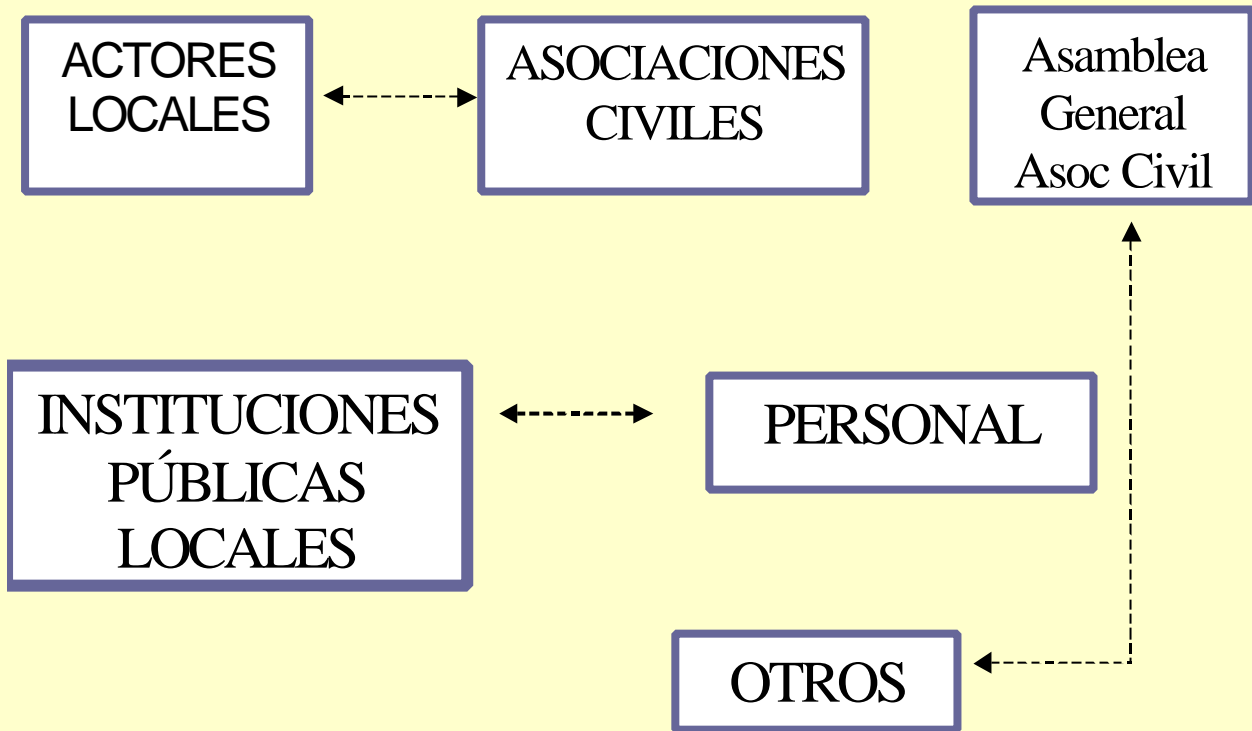 ACTORES
LOCALES
ASOCIACIONES
CIVILES
Asamblea
General
Asoc Civil
INSTITUCIONES
PÚBLICAS
LOCALES
PERSONAL
OTROS